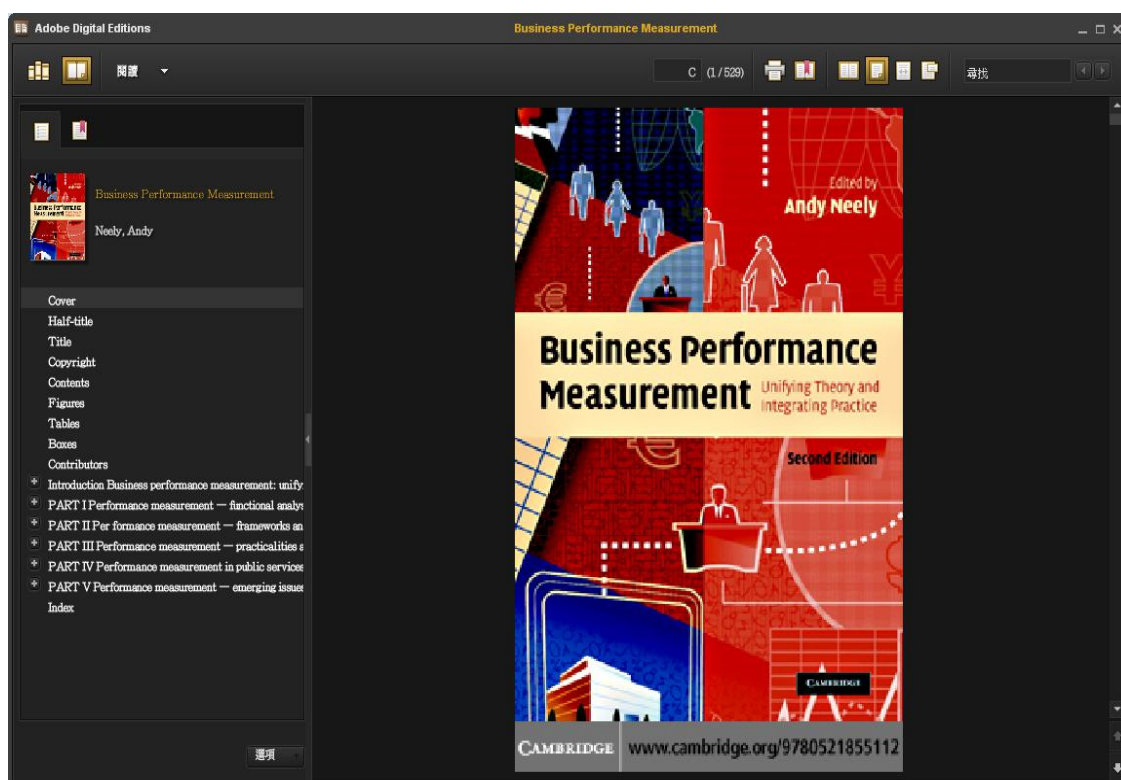 Adobe Digital Editions
Business Performance Measurement
閱讀
C (1 / 529)
尋找
Business Performance Measurement
Neely, Andy
Cover
Half-title
Title
Copyright
Contents
Figures
Tables
Boxes
Contributors
Introduction Business performance measurement: unify
PART I Performance measurement — functional analys
PART II Per formance measurement — frameworks an
PART III Performance measurement — practicalities a
PART IV Performance measurement in public services
PART V Performance measurement — emerging issues
Index
選項
Edited by
Andy Neely
Business Performance
Measurement
Unifying Theory and
Integrating Practice
Second Edition
CAMBRIDGE
CAMBRIDGE www.cambridge.org/9780521855112